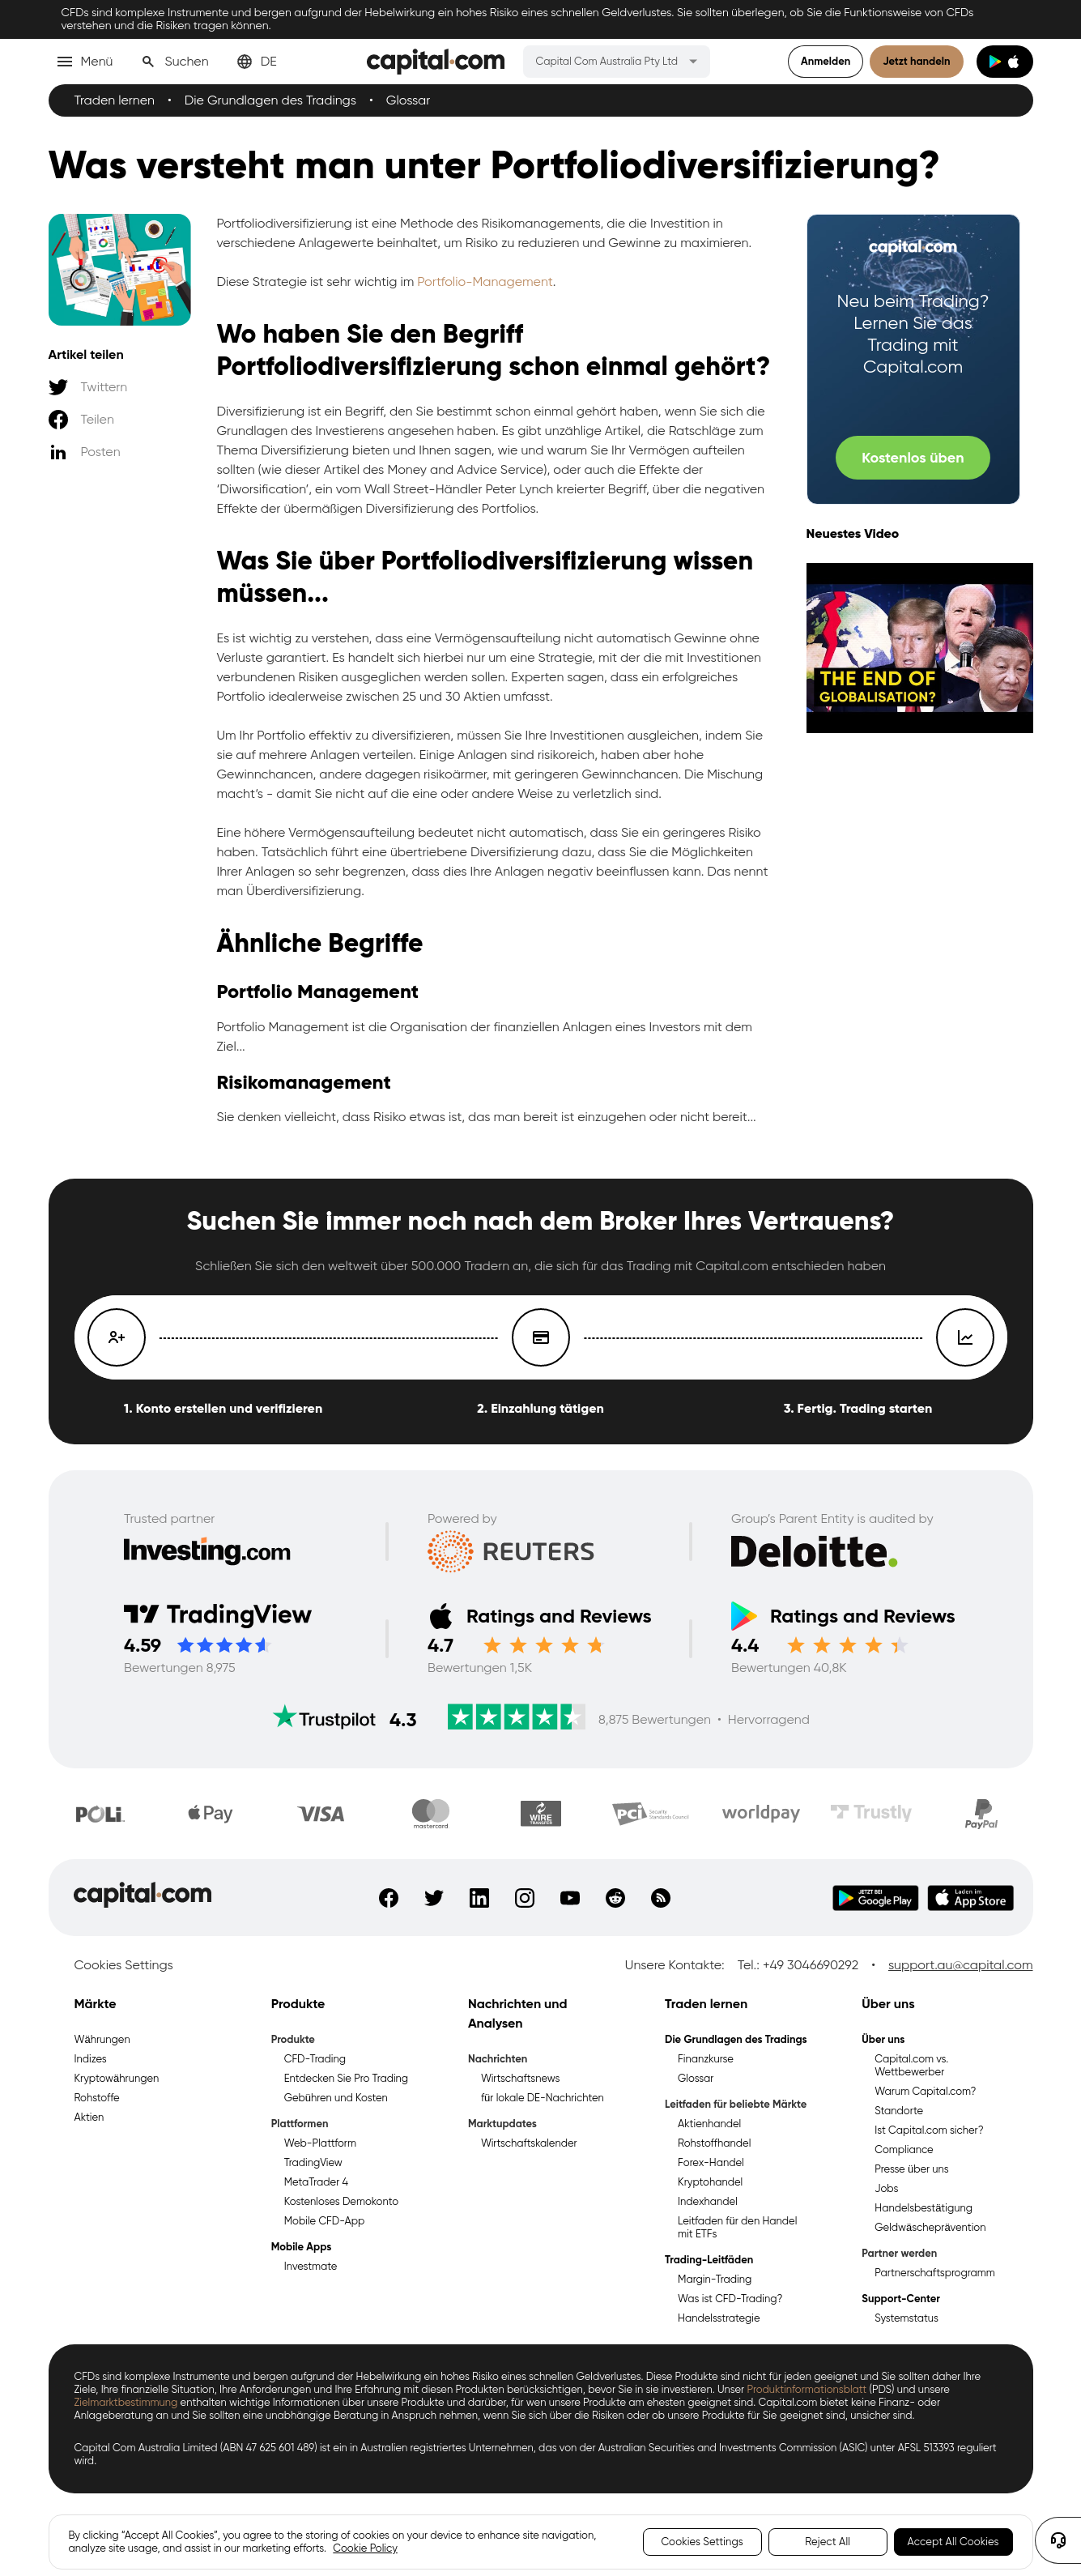 CFDs sind komplexe Instrumente und bergen aufgrund der Hebelwirkung ein hohes Risiko eines schnellen Geldverlustes. Sie sollten überlegen, ob Sie die Funktionsweise von CFDs
verstehen und die Risiken tragen können.
Menü
Suchen
DE
capital.com
Capital Com Australia Pty Ltd
Anmelden
Jetzt handeln
Traden lernen • Die Grundlagen des Tradings • Glossar
Was versteht man unter Portfoliodiversifizierung?
Artikel teilen
Twittern
Teilen
Posten
Portfoliodiversifizierung ist eine Methode des Risikomanagements, die die Investition in
verschiedene Anlagewerte beinhaltet, um Risiko zu reduzieren und Gewinne zu maximieren.
Diese Strategie ist sehr wichtig im Portfolio-Management.
Wo haben Sie den Begriff
Portfoliodiversifizierung schon einmal gehört?
Diversifizierung ist ein Begriff, den Sie bestimmt schon einmal gehört haben, wenn Sie sich die
Grundlagen des Investierens angesehen haben. Es gibt unzählige Artikel, die Ratschläge zum
Thema Diversifizierung bieten und Ihnen sagen, wie und warum Sie Ihr Vermögen aufteilen
sollten (wie dieser Artikel des Money and Advice Service), oder auch die Effekte der
‘Diworsification’, ein vom Wall Street-Händler Peter Lynch kreierter Begriff, über die negativen
Effekte der übermäßigen Diversifizierung des Portfolios.
Was Sie über Portfoliodiversifizierung wissen
müssen...
Es ist wichtig zu verstehen, dass eine Vermögensaufteilung nicht automatisch Gewinne ohne
Verluste garantiert. Es handelt sich hierbei nur um eine Strategie, mit der die mit Investitionen
verbundenen Risiken ausgeglichen werden sollen. Experten sagen, dass ein erfolgreiches
Portfolio idealerweise zwischen 25 und 30 Aktien umfasst.
Um Ihr Portfolio effektiv zu diversifizieren, müssen Sie Ihre Investitionen ausgleichen, indem Sie
sie auf mehrere Anlagen verteilen. Einige Anlagen sind risikoreich, haben aber hohe
Gewinnchancen, andere dagegen risikoärmer, mit geringeren Gewinnchancen. Die Mischung
macht’s - damit Sie nicht auf die eine oder andere Weise zu verletzlich sind.
Eine höhere Vermögensaufteilung bedeutet nicht automatisch, dass Sie ein geringeres Risiko
haben. Tatsächlich führt eine übertriebene Diversifizierung dazu, dass Sie die Möglichkeiten
Ihrer Anlagen so sehr begrenzen, dass dies Ihre Anlagen negativ beeinflussen kann. Das nennt
man Überdiversifizierung.
Ähnliche Begriffe
Portfolio Management
Portfolio Management ist die Organisation der finanziellen Anlagen eines Investors mit dem
Ziel...
Risikomanagement
Sie denken vielleicht, dass Risiko etwas ist, das man bereit ist einzugehen oder nicht bereit...
capital.com
Neu beim Trading?
Lernen Sie das
Trading mit
Capital.com
Kostenlos üben
Neuestes Video
THE END OF
GLOBALISATION?
Suchen Sie immer noch nach dem Broker Ihres Vertrauens?
Schließen Sie sich den weltweit über 500.000 Tradern an, die sich für das Trading mit Capital.com entschieden haben
1. Konto erstellen und verifizieren
2. Einzahlung tätigen
3. Fertig. Trading starten
Trusted partner
Investing.com
Powered by
REUTERS
Group’s Parent Entity is audited by
Deloitte.
TradingView
4.59
Bewertungen 8,975
Ratings and Reviews
4.7
Bewertungen 1,5K
Ratings and Reviews
4.4
Bewertungen 40,8K
Trustpilot 4.3
8,875 Bewertungen • Hervorragend
POLi
Pay
VISA
mastercard
WIRE
TRANSFER
PCI Security
Standards Council
worldpay
Trustly
PayPal
capital.com
JETZT BEI
Google Play
Laden im
App Store
Cookies Settings
Unsere Kontakte: Tel.: +49 3046690292 • support.au@capital.com
Märkte
Währungen
Indizes
Kryptowährungen
Rohstoffe
Aktien
Produkte
Produkte
CFD-Trading
Entdecken Sie Pro Trading
Gebühren und Kosten
Plattformen
Web-Plattform
TradingView
MetaTrader 4
Kostenloses Demokonto
Mobile CFD-App
Mobile Apps
Investmate
Nachrichten und
Analysen
Nachrichten
Wirtschaftsnews
für lokale DE-Nachrichten
Marktupdates
Wirtschaftskalender
Traden lernen
Die Grundlagen des Tradings
Finanzkurse
Glossar
Leitfaden für beliebte Märkte
Aktienhandel
Rohstoffhandel
Forex-Handel
Kryptohandel
Indexhandel
Leitfaden für den Handel
mit ETFs
Trading-Leitfäden
Margin-Trading
Was ist CFD-Trading?
Handelsstrategie
Über uns
Über uns
Capital.com vs.
Wettbewerber
Warum Capital.com?
Standorte
Ist Capital.com sicher?
Compliance
Presse über uns
Jobs
Handelsbestätigung
Geldwäscheprävention
Partner werden
Partnerschaftsprogramm
Support-Center
Systemstatus
CFDs sind komplexe Instrumente und bergen aufgrund der Hebelwirkung ein hohes Risiko eines schnellen Geldverlustes. Diese Produkte sind nicht für jeden geeignet und Sie sollten daher Ihre
Ziele, Ihre finanzielle Situation, Ihre Anforderungen und Ihre Erfahrung mit diesen Produkten berücksichtigen, bevor Sie in sie investieren. Unser Produktinformationsblatt (PDS) und unsere
Zielmarktbestimmung enthalten wichtige Informationen über unsere Produkte und darüber, für wen unsere Produkte am ehesten geeignet sind. Capital.com bietet keine Finanz- oder
Anlageberatung an und Sie sollten eine unabhängige Beratung in Anspruch nehmen, wenn Sie sich über die Risiken oder ob unsere Produkte für Sie geeignet sind, unsicher sind.
Capital Com Australia Limited (ABN 47 625 601 489) ist ein in Australien registriertes Unternehmen, das von der Australian Securities and Investments Commission (ASIC) unter AFSL 513393 reguliert
wird.
By clicking “Accept All Cookies”, you agree to the storing of cookies on your device to enhance site navigation,
analyze site usage, and assist in our marketing efforts. Cookie Policy
Cookies Settings
Reject All
Accept All Cookies